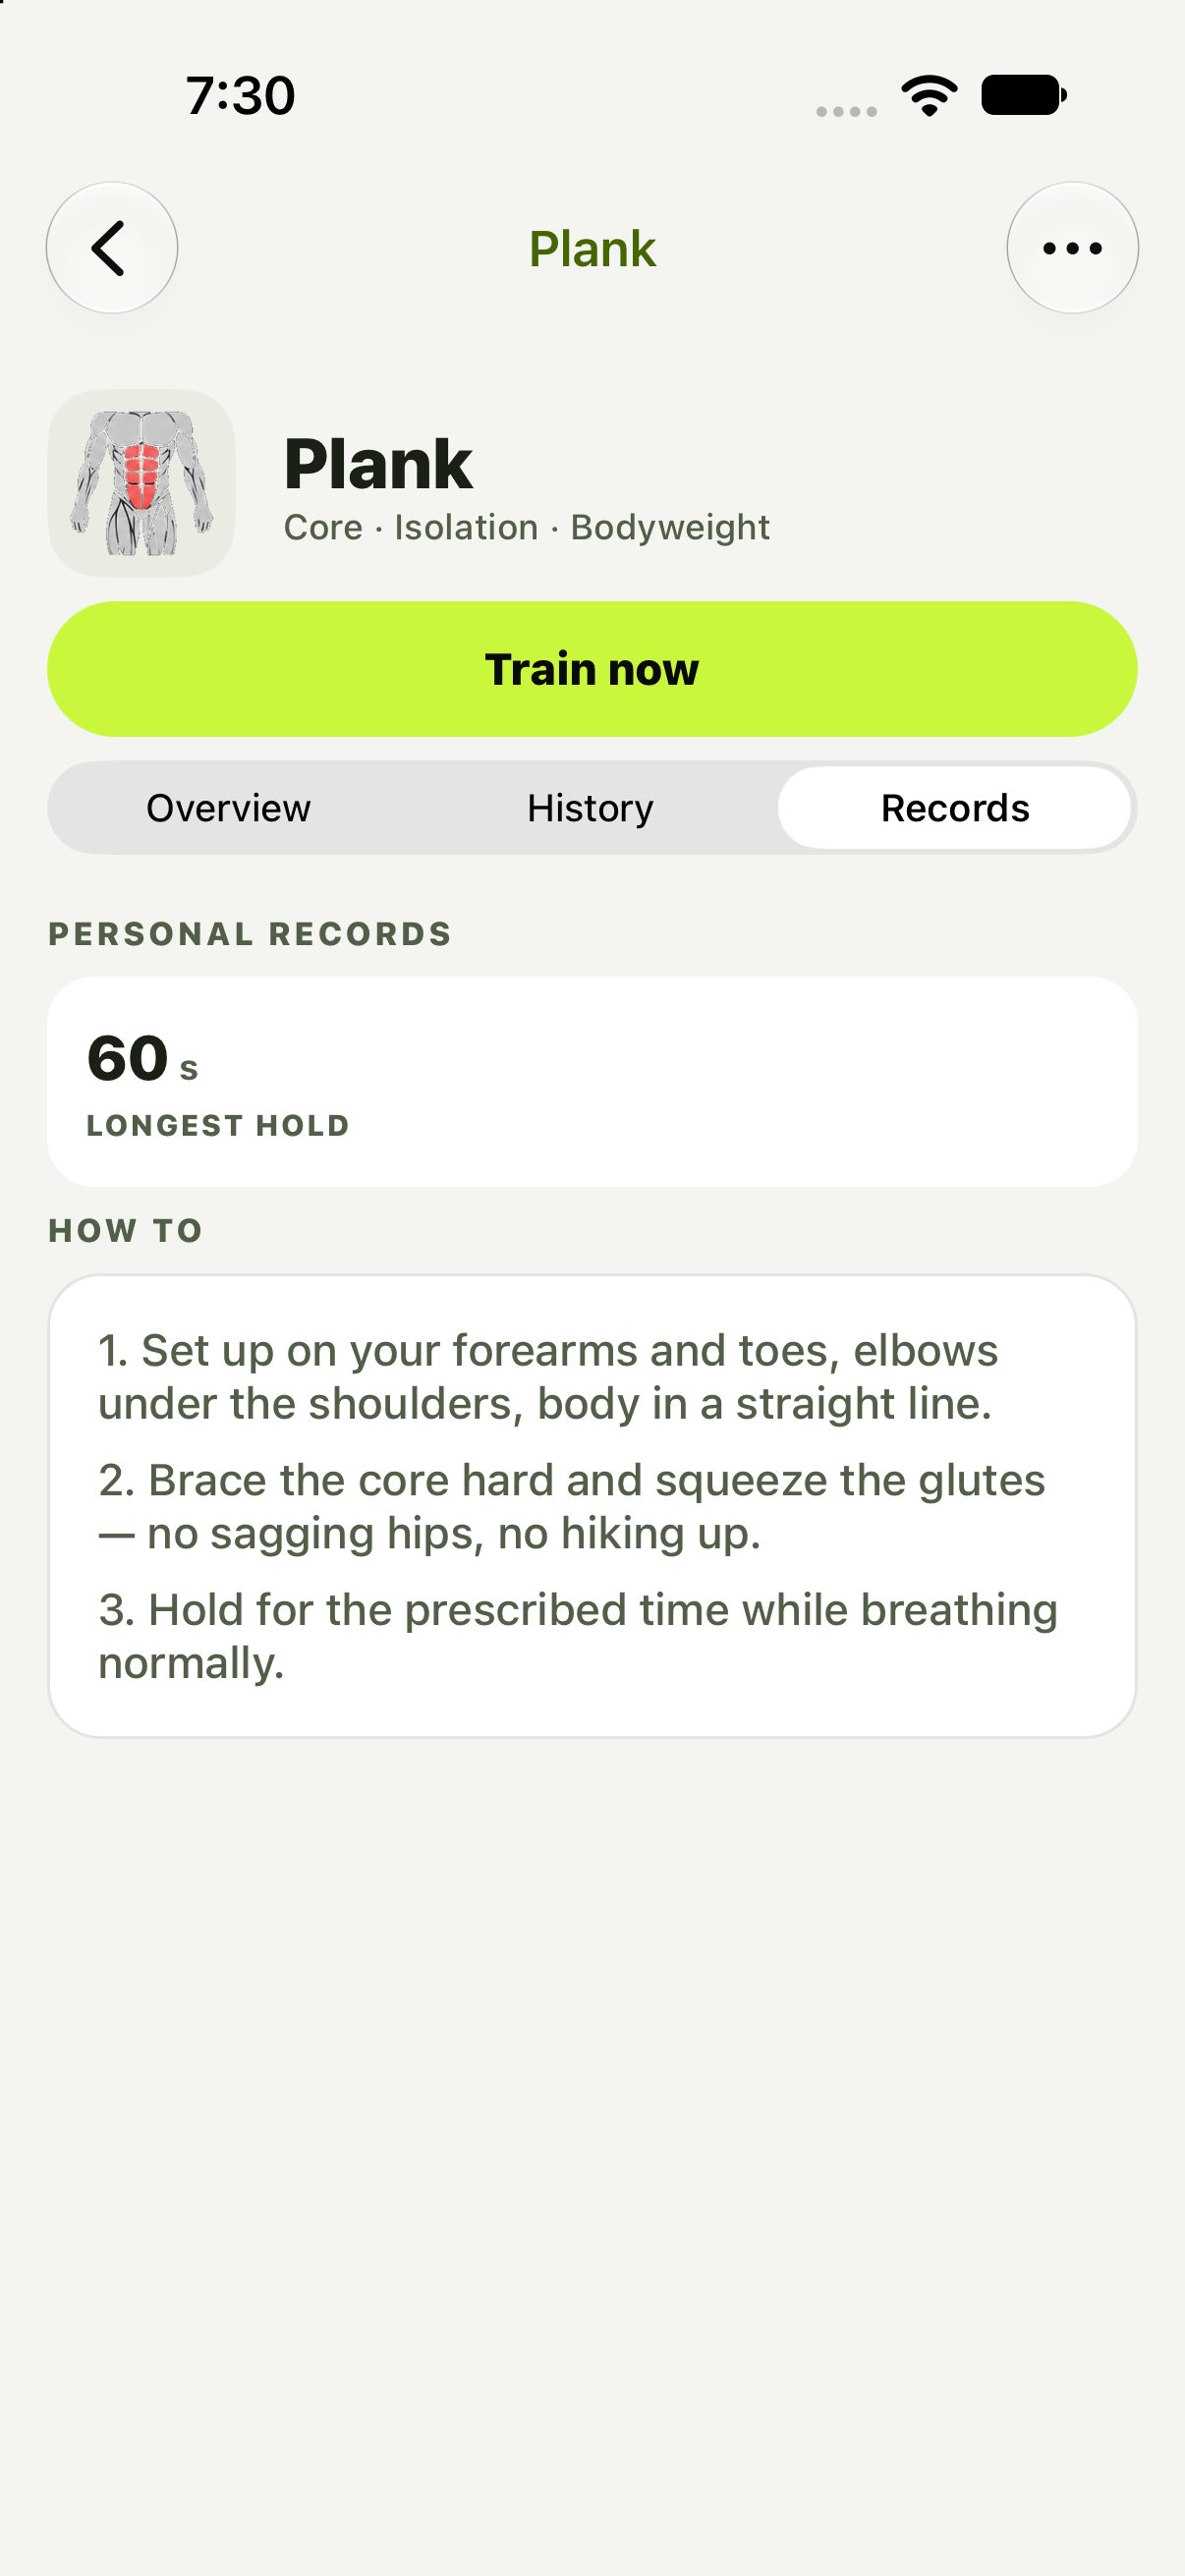 7:30
Plank
Plank
Core · Isolation · Bodyweight
Train now
Overview
History
Records
PERSONAL RECORDS
60 s
LONGEST HOLD
HOW TO
1. Set up on your forearms and toes, elbows
under the shoulders, body in a straight line.
2. Brace the core hard and squeeze the glutes
— no sagging hips, no hiking up.
3. Hold for the prescribed time while breathing
normally.